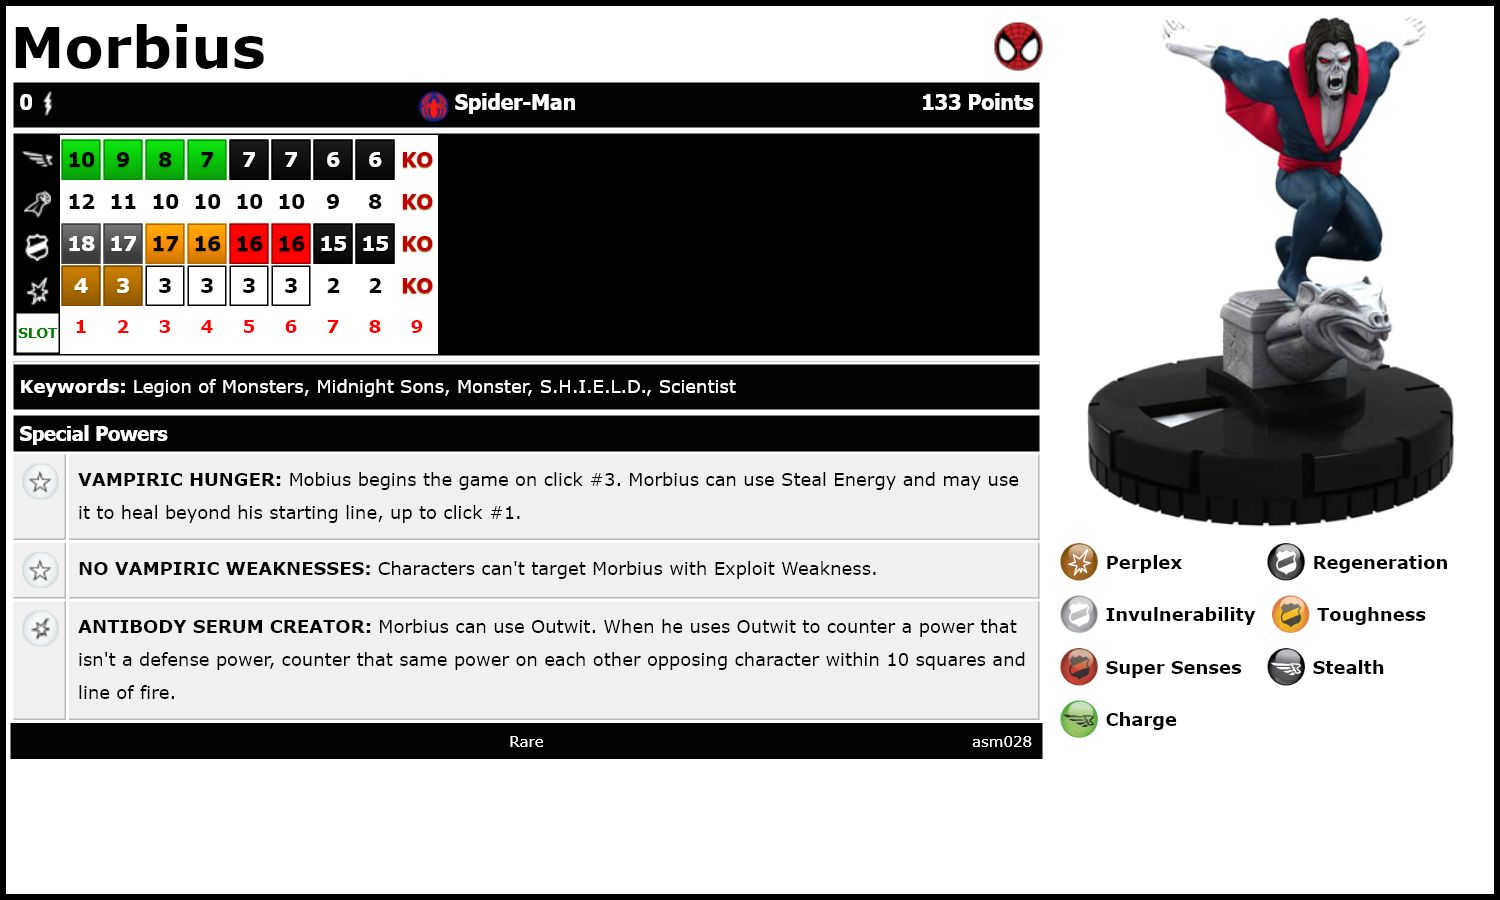 Morbius
0 Spider-Man 133 Points
10 9 8 7 7 7 6 6 KO
12 11 10 10 10 10 9 8 KO
18 17 17 16 16 16 15 15 KO
4 3 3 3 3 3 2 2 KO
SLOT 1 2 3 4 5 6 7 8 9
Keywords: Legion of Monsters, Midnight Sons, Monster, S.H.I.E.L.D., Scientist
Special Powers
VAMPIRIC HUNGER: Mobius begins the game on click #3. Morbius can use Steal Energy and may use
it to heal beyond his starting line, up to click #1.
NO VAMPIRIC WEAKNESSES: Characters can't target Morbius with Exploit Weakness.
ANTIBODY SERUM CREATOR: Morbius can use Outwit. When he uses Outwit to counter a power that
isn't a defense power, counter that same power on each other opposing character within 10 squares and
line of fire.
Rare asm028
Perplex Regeneration
Invulnerability Toughness
Super Senses Stealth
Charge